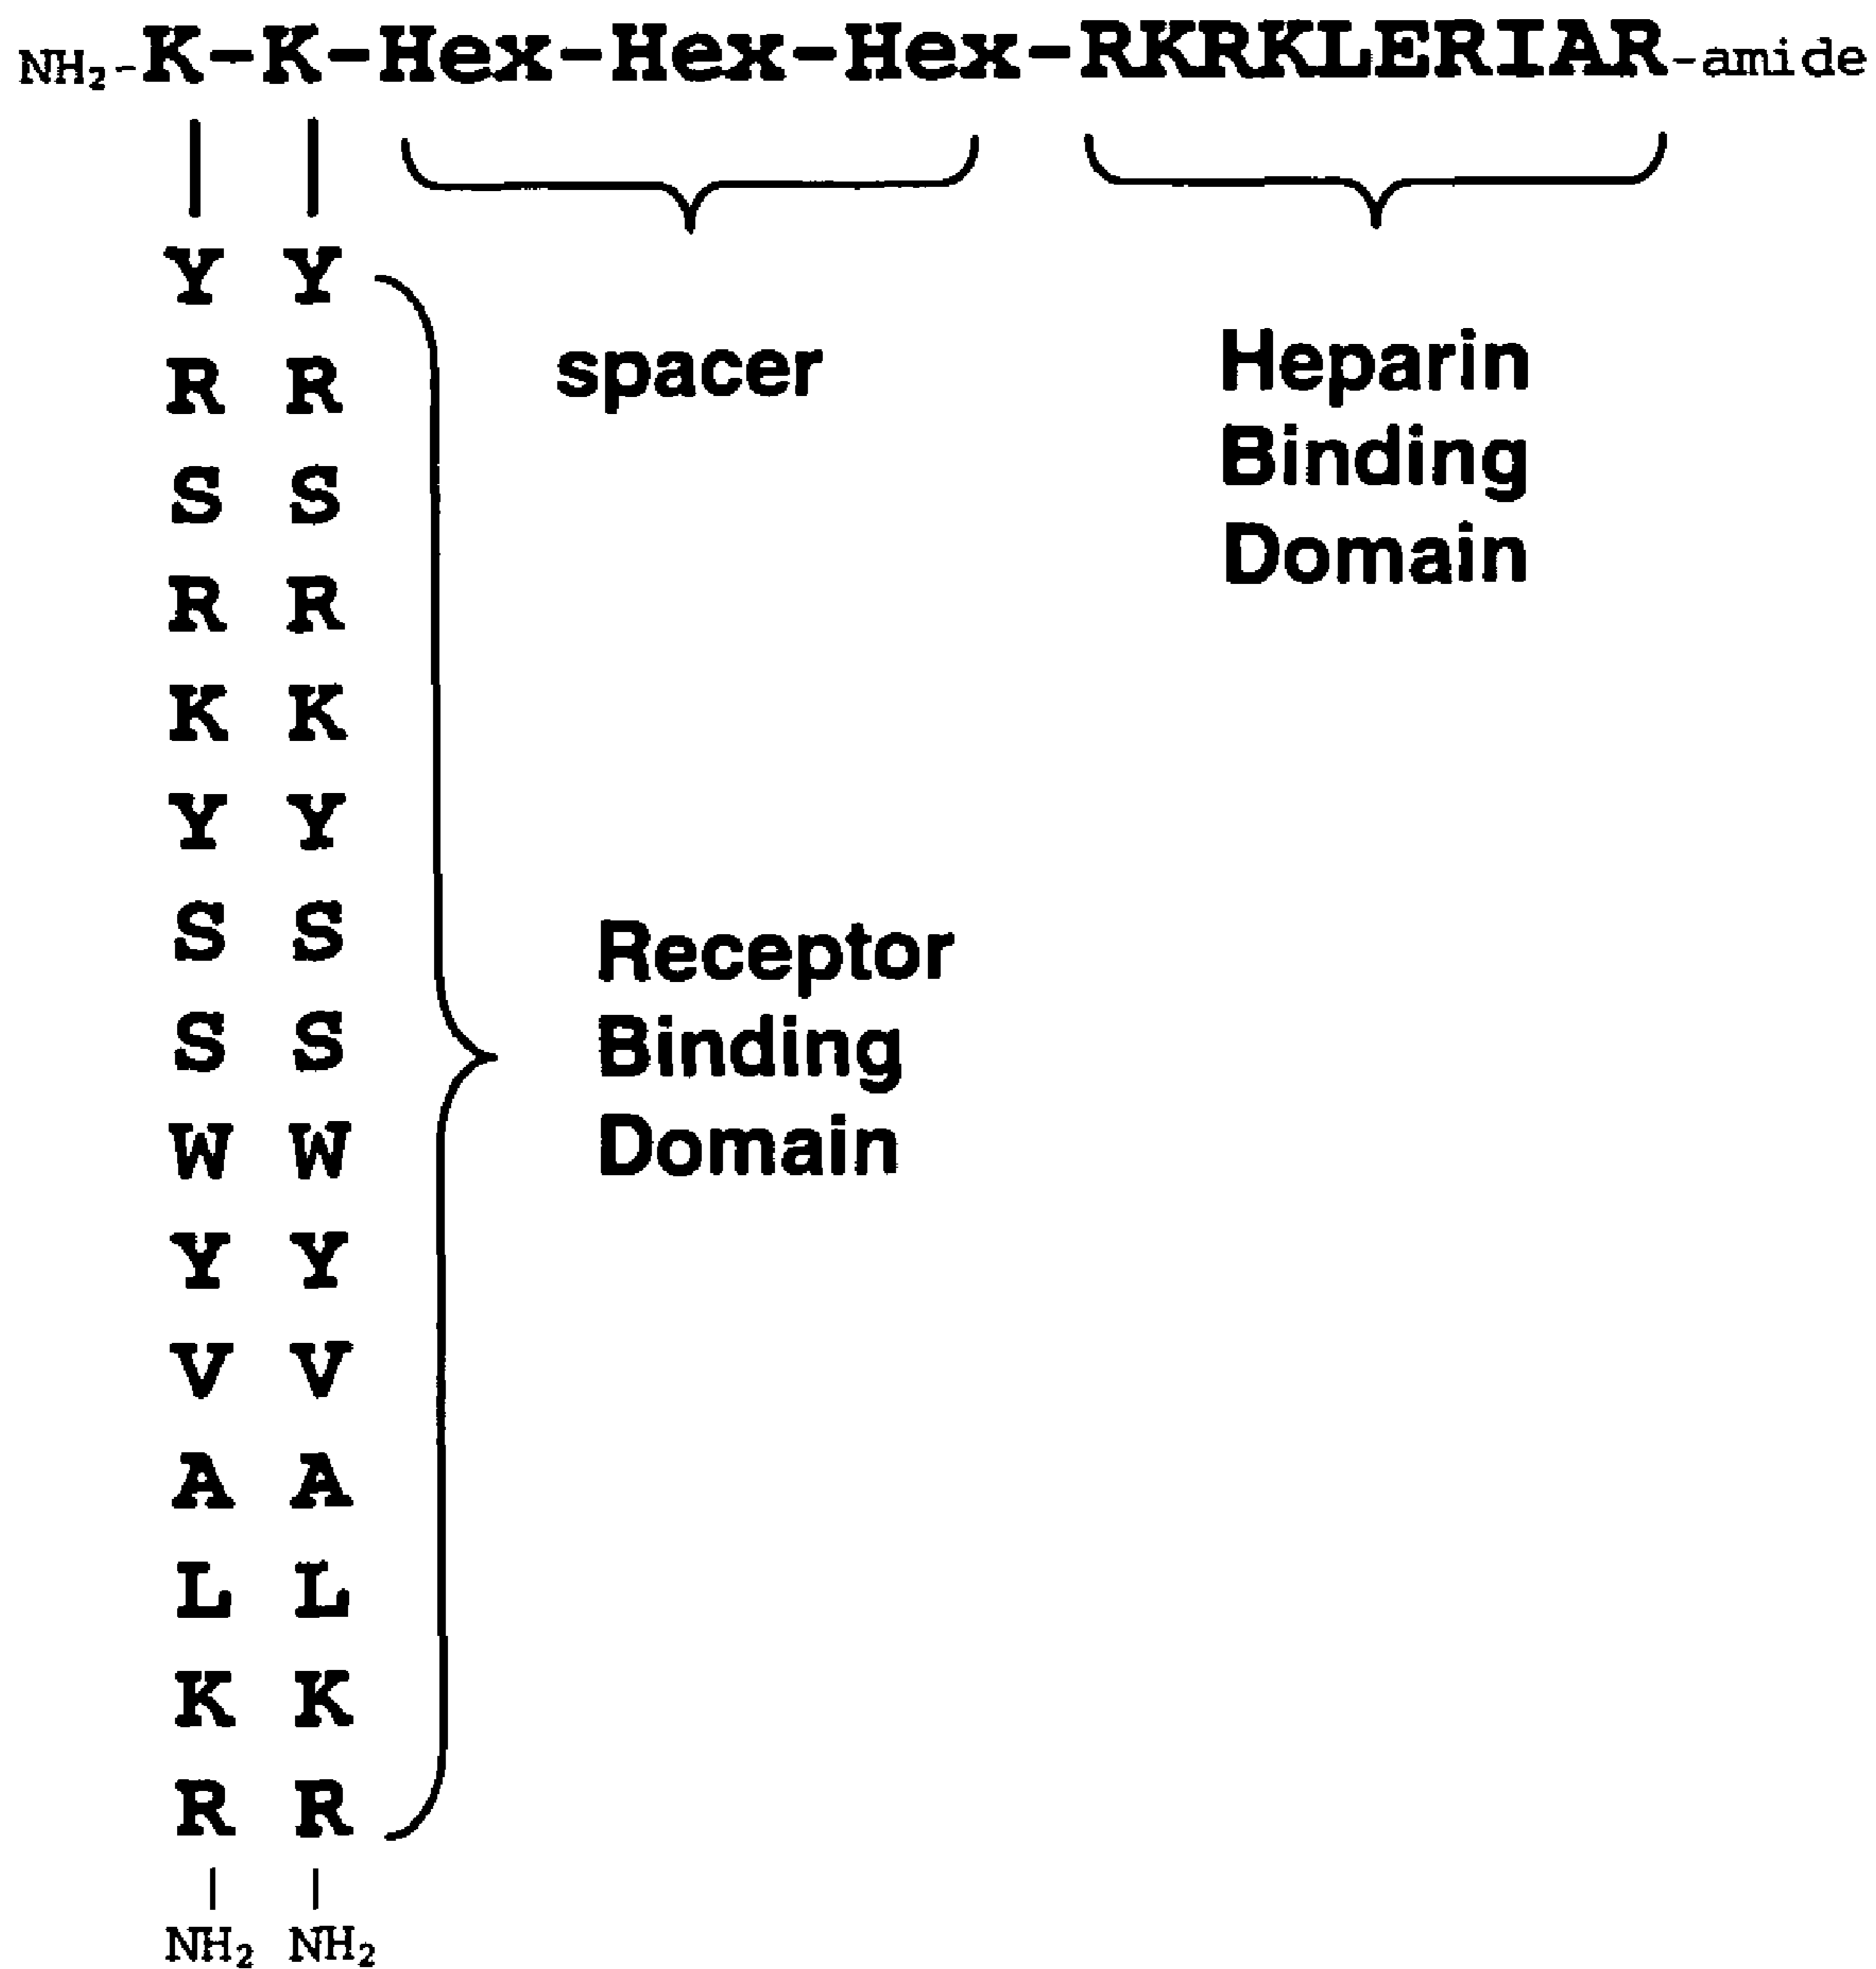 NH2-K-K-Hex-Hex-Hex-RKRKLERIAR-amide
Y Y
R R
S S
R R
K K
Y Y
S S
S S
W W
Y Y
V V
A A
L L
K K
R R
NH2 NH2
spacer
Heparin
Binding
Domain
Receptor
Binding
Domain